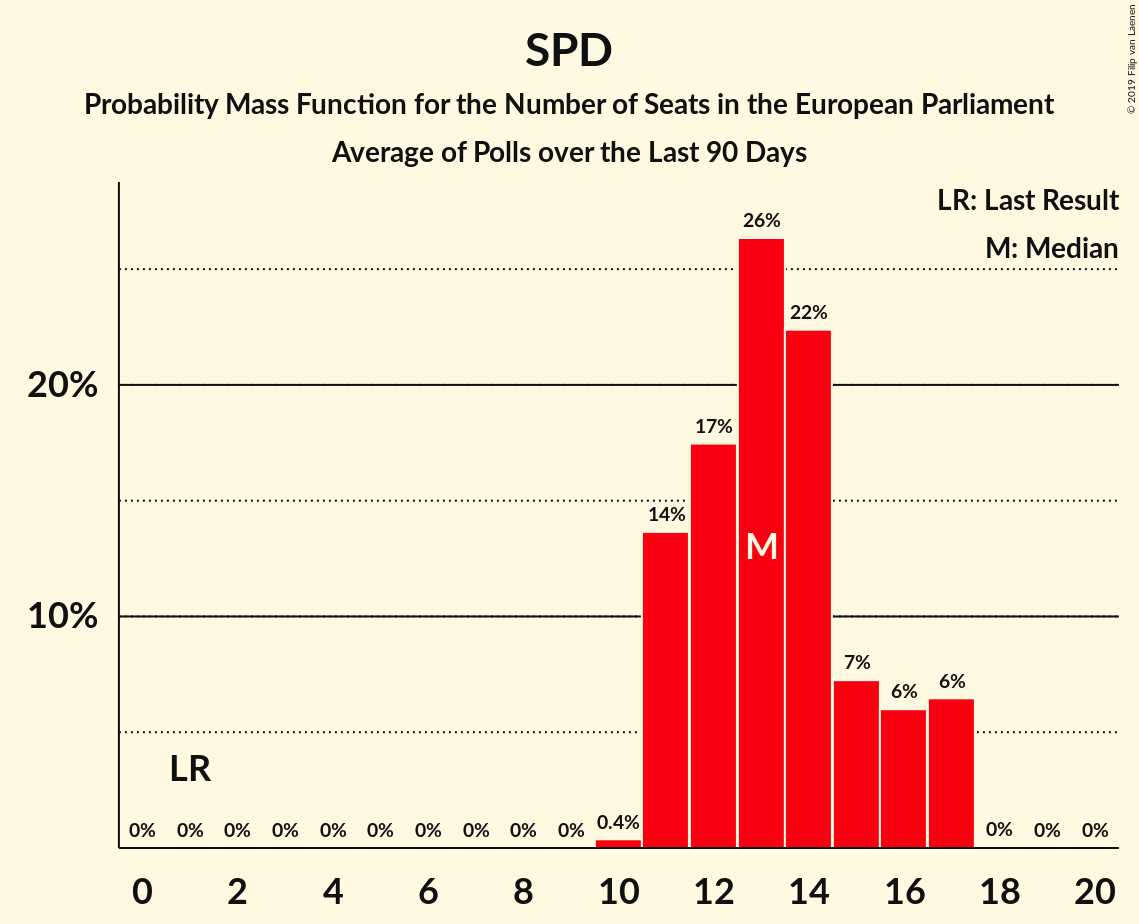 SPD
Probability Mass Function for the Number of Seats in the European Parliament
Average of Polls over the Last 90 Days
© 2019 Filip van Laenen
LR: Last Result
M: Median
26%
22%
20%
17%
14%
M
10%
7%
6%
6%
LR
0% 0% 0% 0% 0% 0% 0% 0% 0% 0% 0.4% 0% 0% 0%
0 2 4 6 8 10 12 14 16 18 20